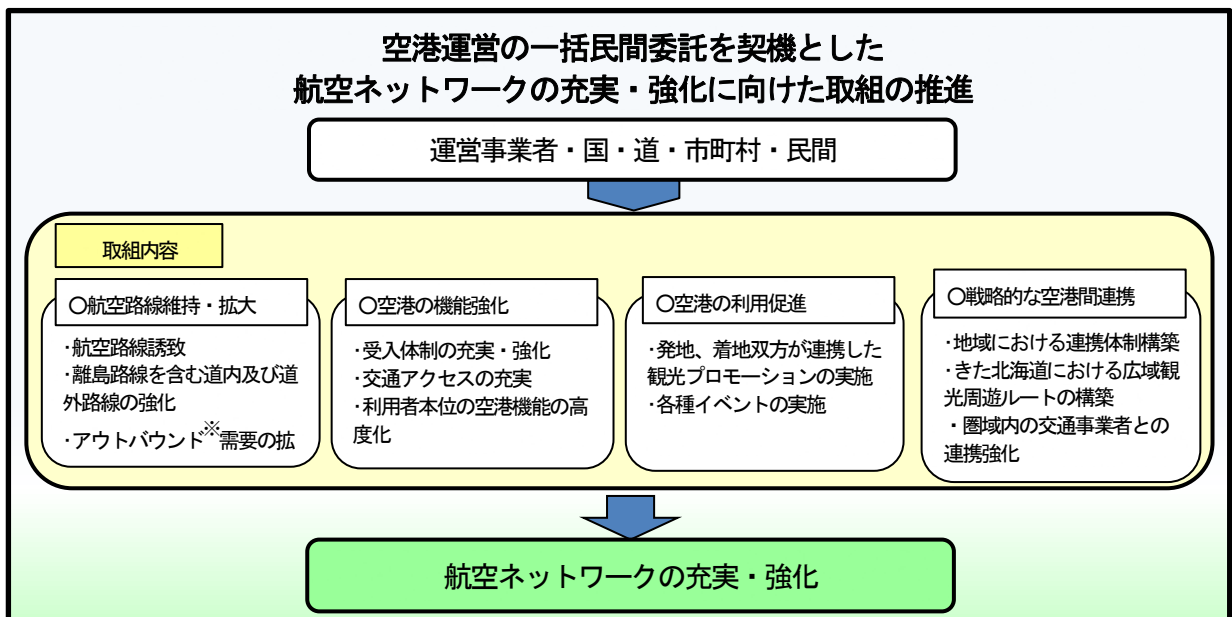 空港運営の一括民間委託を契機とした
航空ネットワークの充実・強化に向けた取組の推進
運営事業者・国・道・市町村・民間
取組内容
〇航空路線維持・拡大
・航空路線誘致
・離島路線を含む道内及び道
外路線の強化
・アウトバウンド※需要の拡
〇空港の機能強化
・受入体制の充実・強化
・交通アクセスの充実
・利用者本位の空港機能の高
度化
〇空港の利用促進
・発地、着地双方が連携した
観光プロモーションの実施
・各種イベントの実施
〇戦略的な空港間連携
・地域における連携体制構築
・きた北海道における広域観
光周遊ルートの構築
・圏域内の交通事業者との
連携強化
航空ネットワークの充実・強化